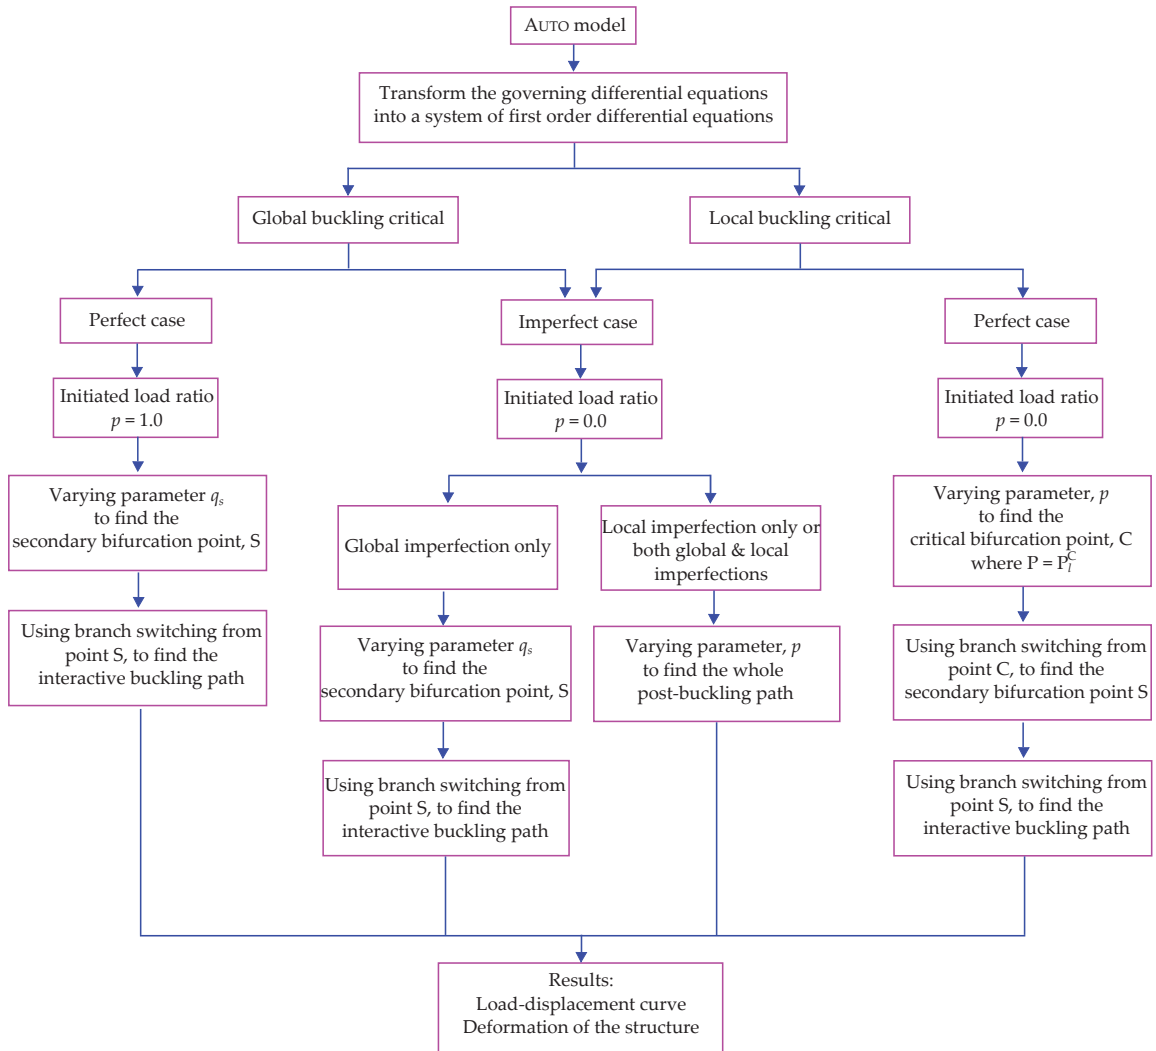 AUTO model
Transform the governing differential equations
into a system of first order differential equations
Global buckling critical
Local buckling critical
Perfect case
Imperfect case
Perfect case
Initiated load ratio
p = 1.0
Initiated load ratio
p = 0.0
Initiated load ratio
p = 0.0
Varying parameter qₛ
to find the
secondary bifurcation point, S
Global imperfection only
Local imperfection only or
both global & local
imperfections
Varying parameter, p
to find the
critical bifurcation point, C
where P = P_l^C
Using branch switching from
point S, to find the
interactive buckling path
Varying parameter qₛ
to find the
secondary bifurcation point, S
Varying parameter, p
to find the whole
post-buckling path
Using branch switching from
point C, to find the
secondary bifurcation point S
Using branch switching from
point S, to find the
interactive buckling path
Using branch switching from
point S, to find the
interactive buckling path
Results:
Load-displacement curve
Deformation of the structure